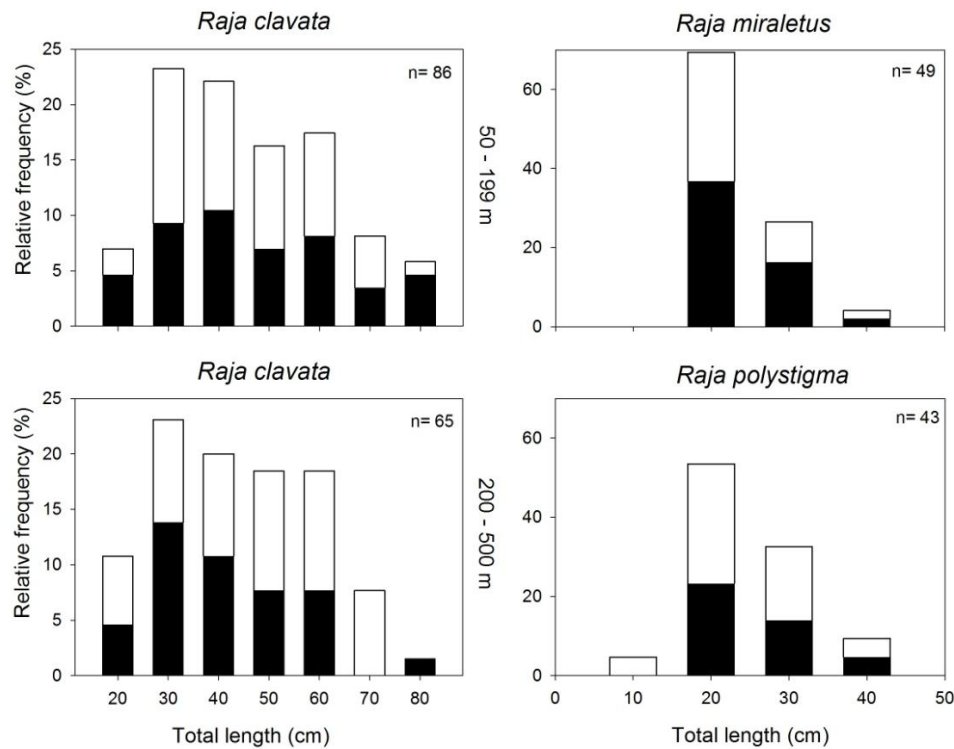 Raja clavata
n= 86
25
20
15
10
5
0
Relative frequency (%)
Raja miraletus
n= 49
60
40
20
0
50 - 199 m
Raja clavata
n= 65
25
20
15
10
5
0
Relative frequency (%)
20 30 40 50 60 70 80
Total length (cm)
Raja polystigma
n= 43
60
40
20
0
200 - 500 m
0 10 20 30 40 50
Total length (cm)